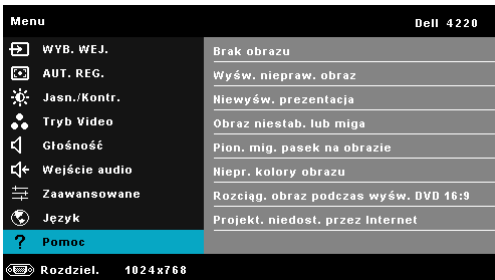 Menu Dell 4220
WYB. WEJ.
AUT. REG.
Jasn./Kontr.
Tryb Video
Głośność
Wejście audio
Zaawansowane
Język
? Pomoc
Brak obrazu
Wyśw. niepraw. obraz
Niewyśw. prezentacja
Obraz niestab. lub miga
Pion. mig. pasek na obrazie
Niepr. kolory obrazu
Rozciąg. obraz podczas wyśw. DVD 16:9
Projekt. niedost. przez Internet
Rozdziel. 1024x768